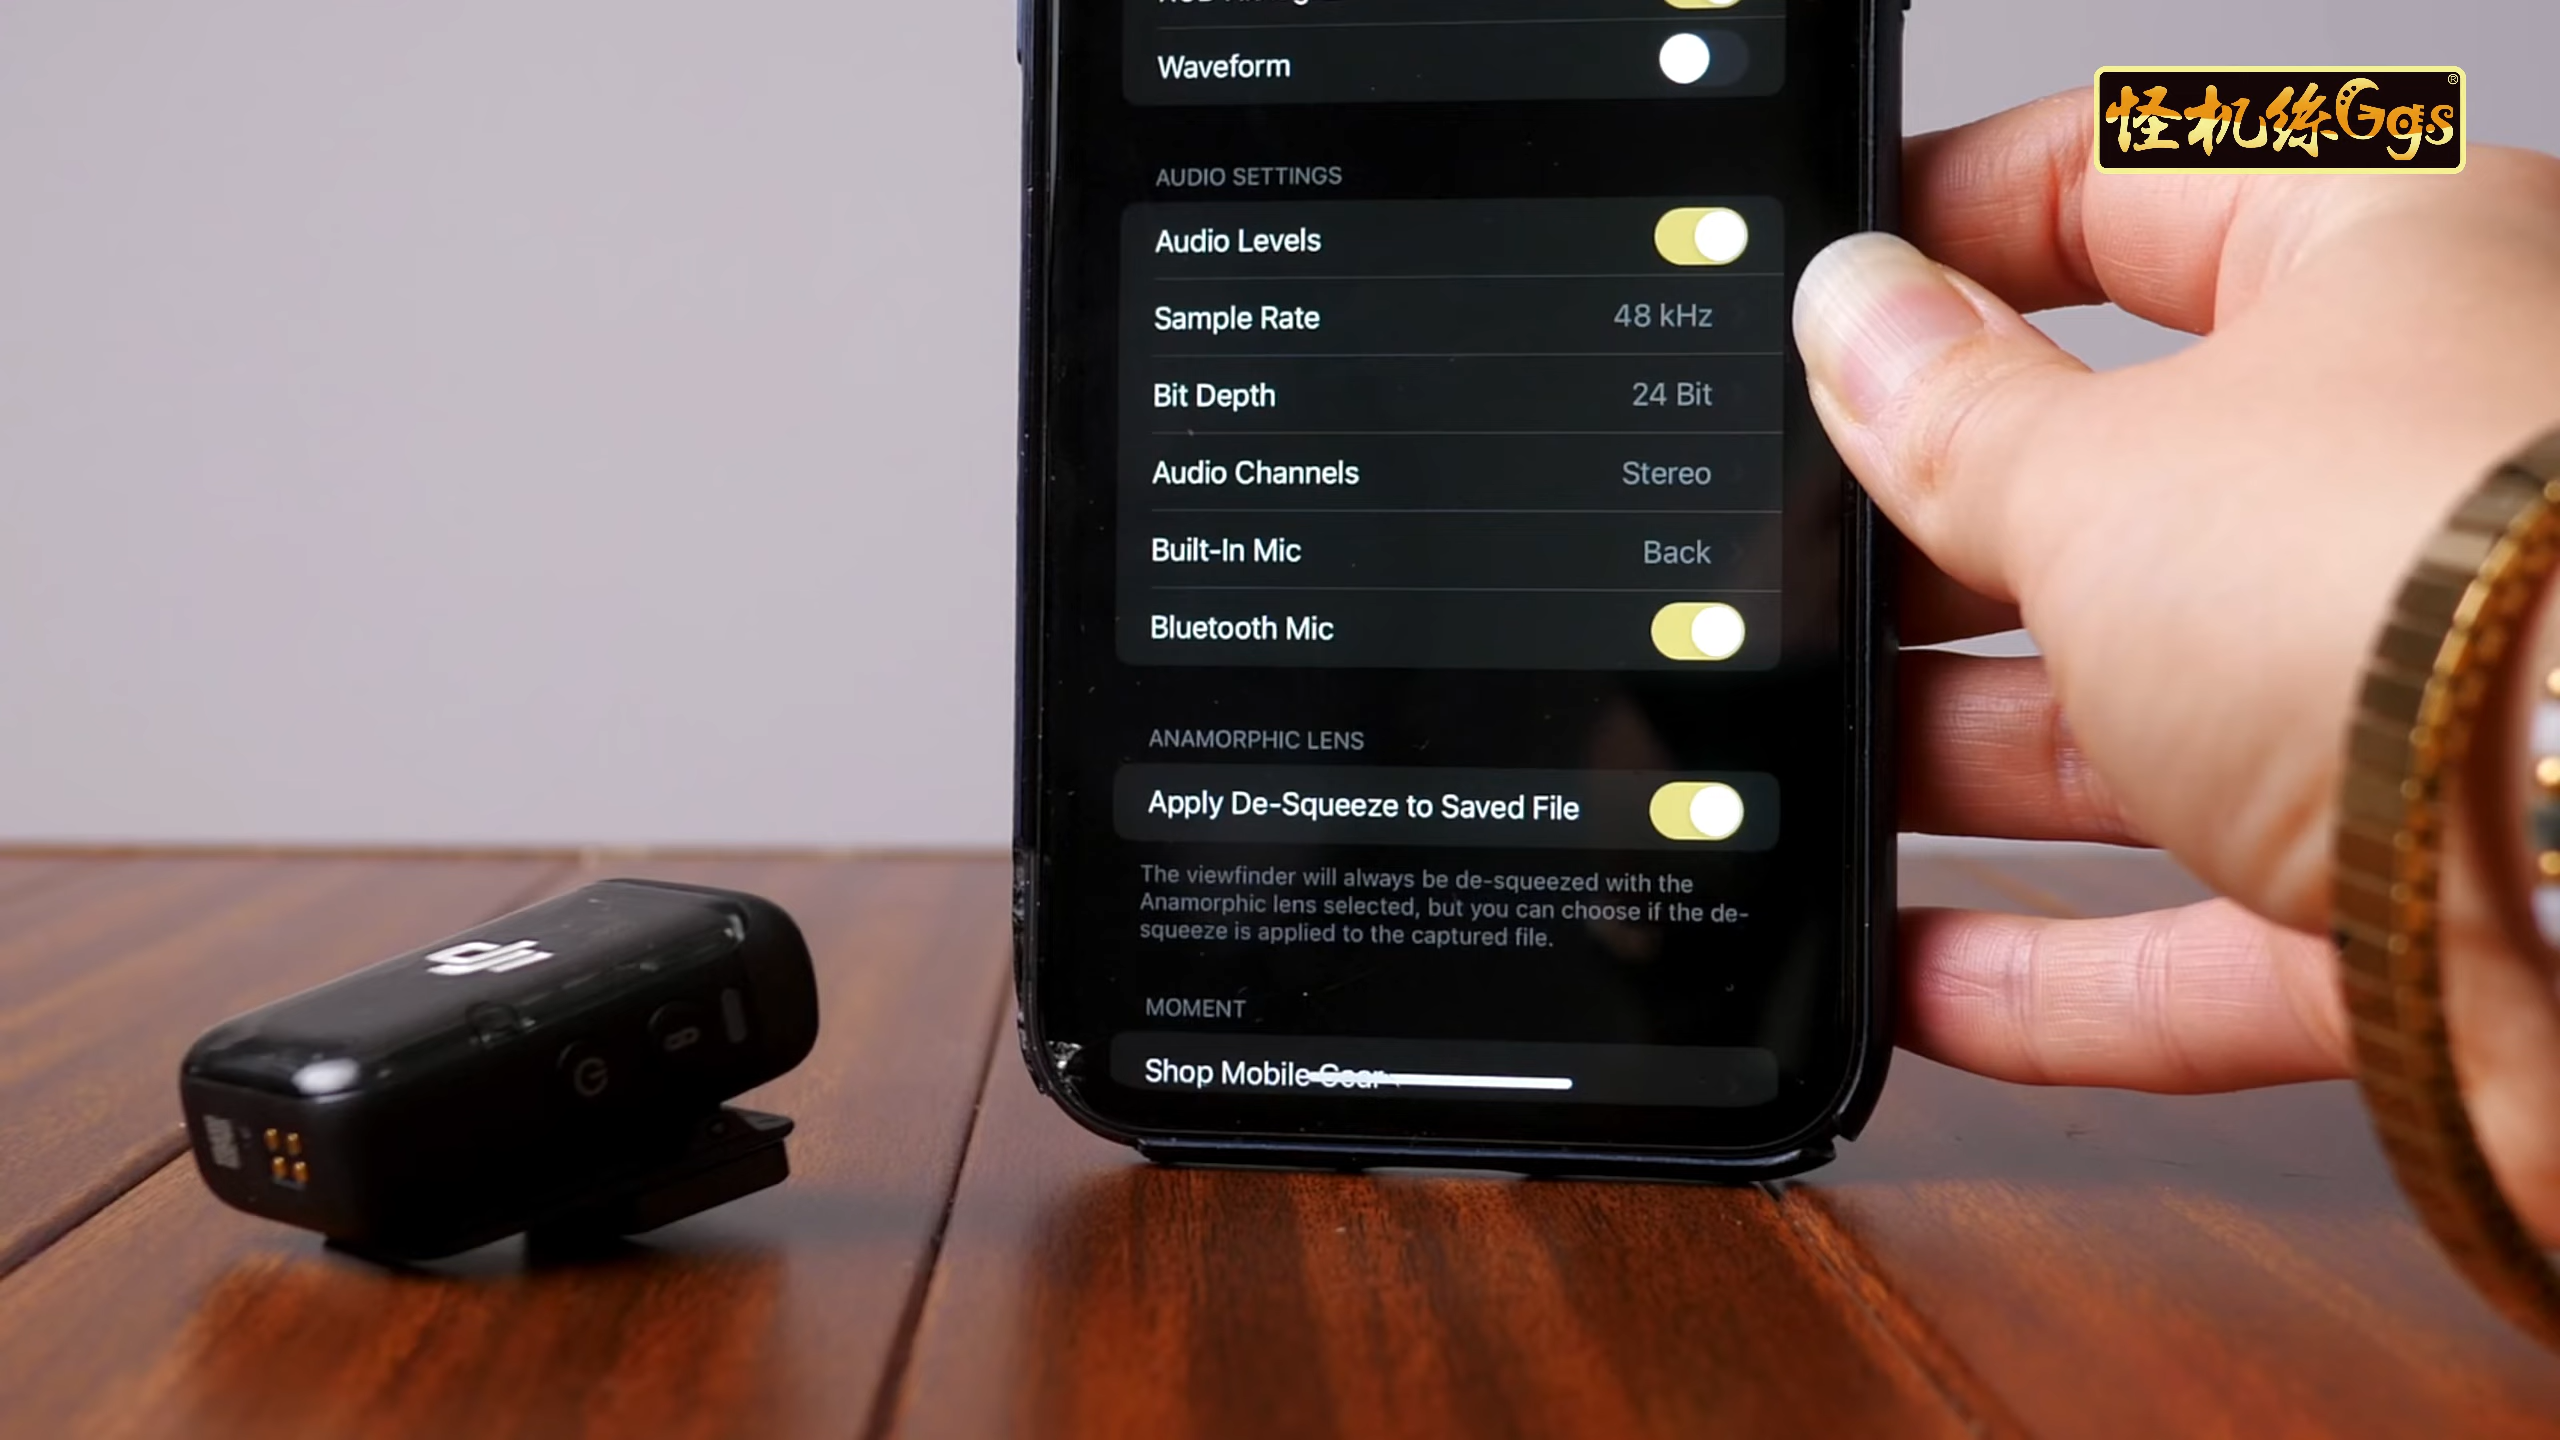 Waveform
怪机丝Ggs®
AUDIO SETTINGS
Audio Levels
Sample Rate 48 kHz
Bit Depth 24 Bit
Audio Channels Stereo
Built-In Mic Back
Bluetooth Mic
ANAMORPHIC LENS
Apply De-Squeeze to Saved File
The viewfinder will always be de-squeezed with the
Anamorphic lens selected, but you can choose if the de-
squeeze is applied to the captured file.
MOMENT
Shop Mobile Gear
dji